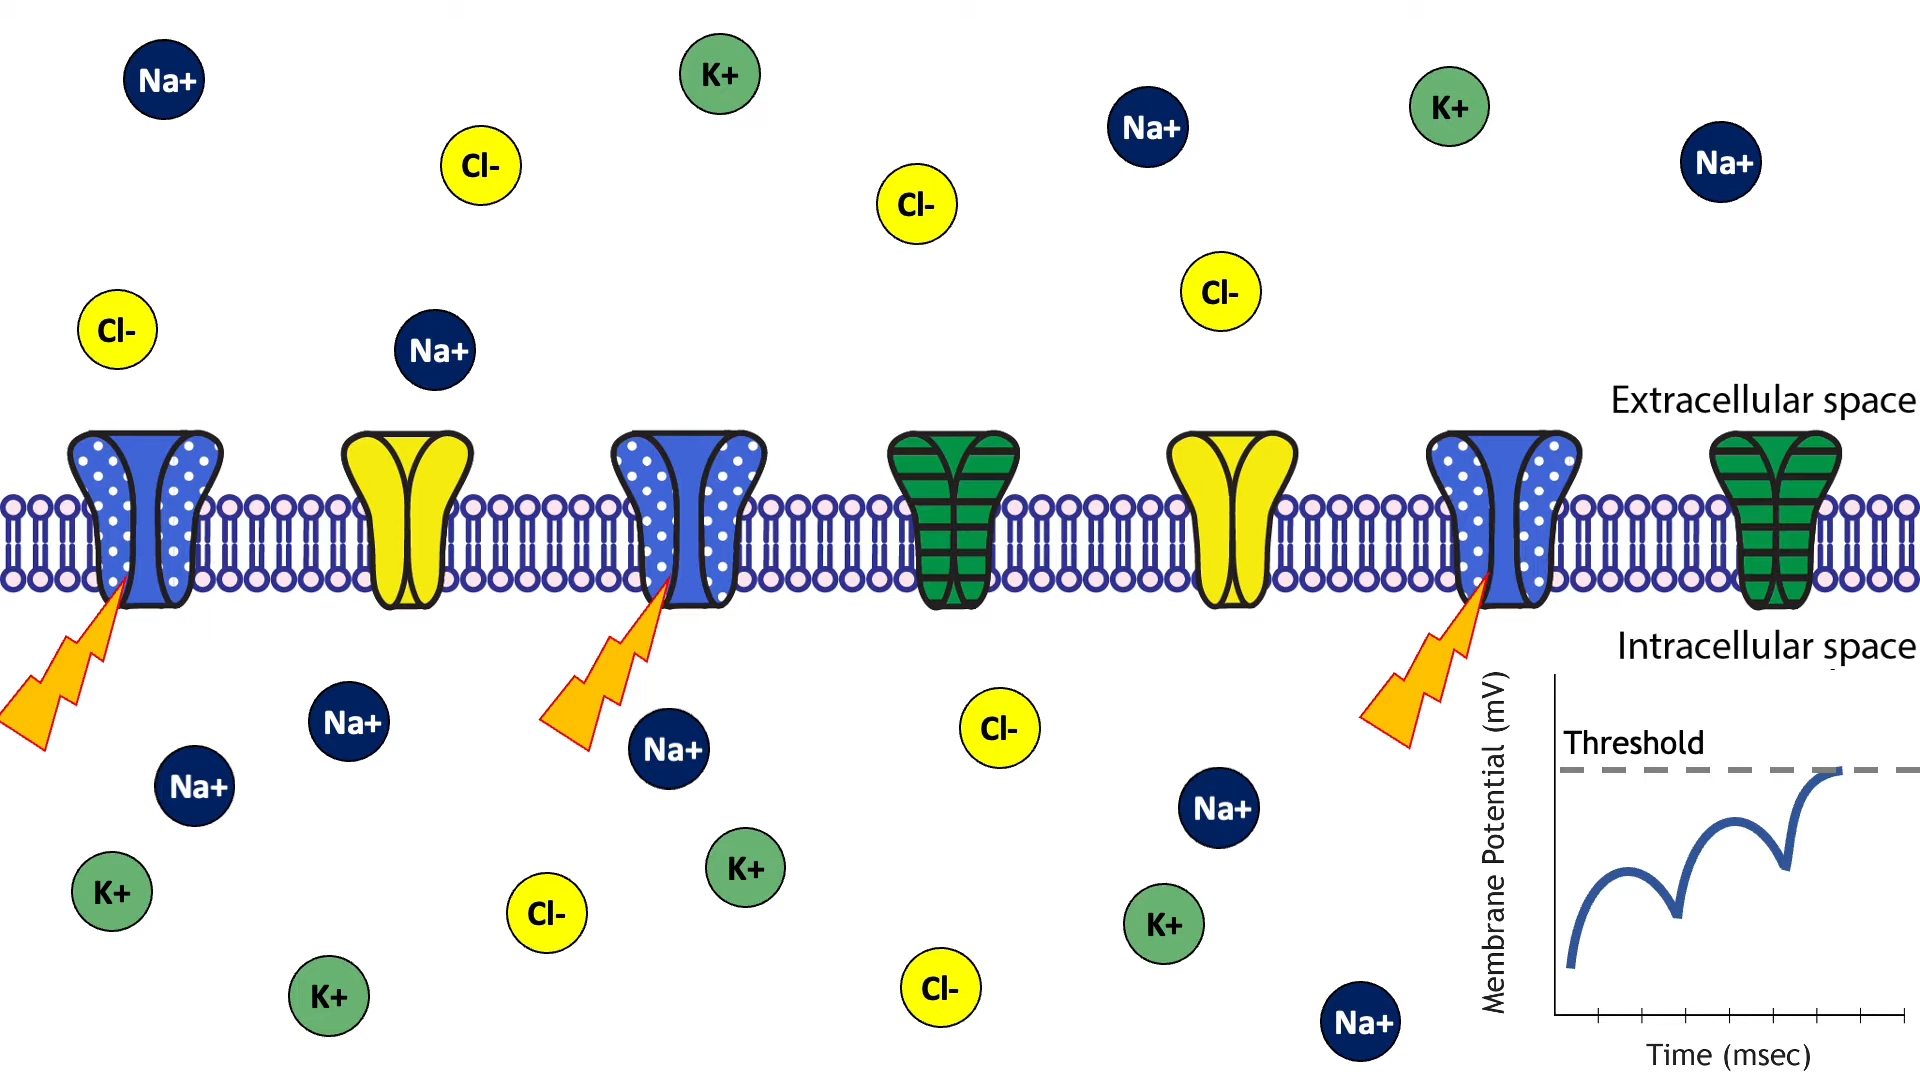 Na+
K+
Na+
K+
Na+
Cl-
Cl-
Cl-
Cl-
Na+
Extracellular space
Intracellular space
Na+
Na+
Na+
Cl-
Na+
K+
K+
Cl-
K+
K+
Cl-
Na+
Membrane Potential (mV)
Threshold
Time (msec)